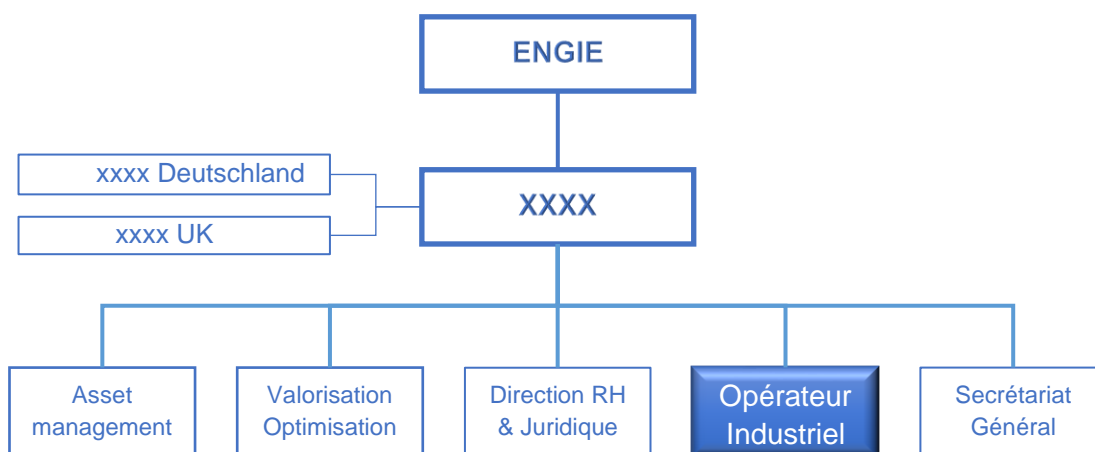 ENGIE
xxxx Deutschland
XXXX
xxxx UK
Asset
management
Valorisation
Optimisation
Direction RH
& Juridique
Opérateur
Industriel
Secrétariat
Général